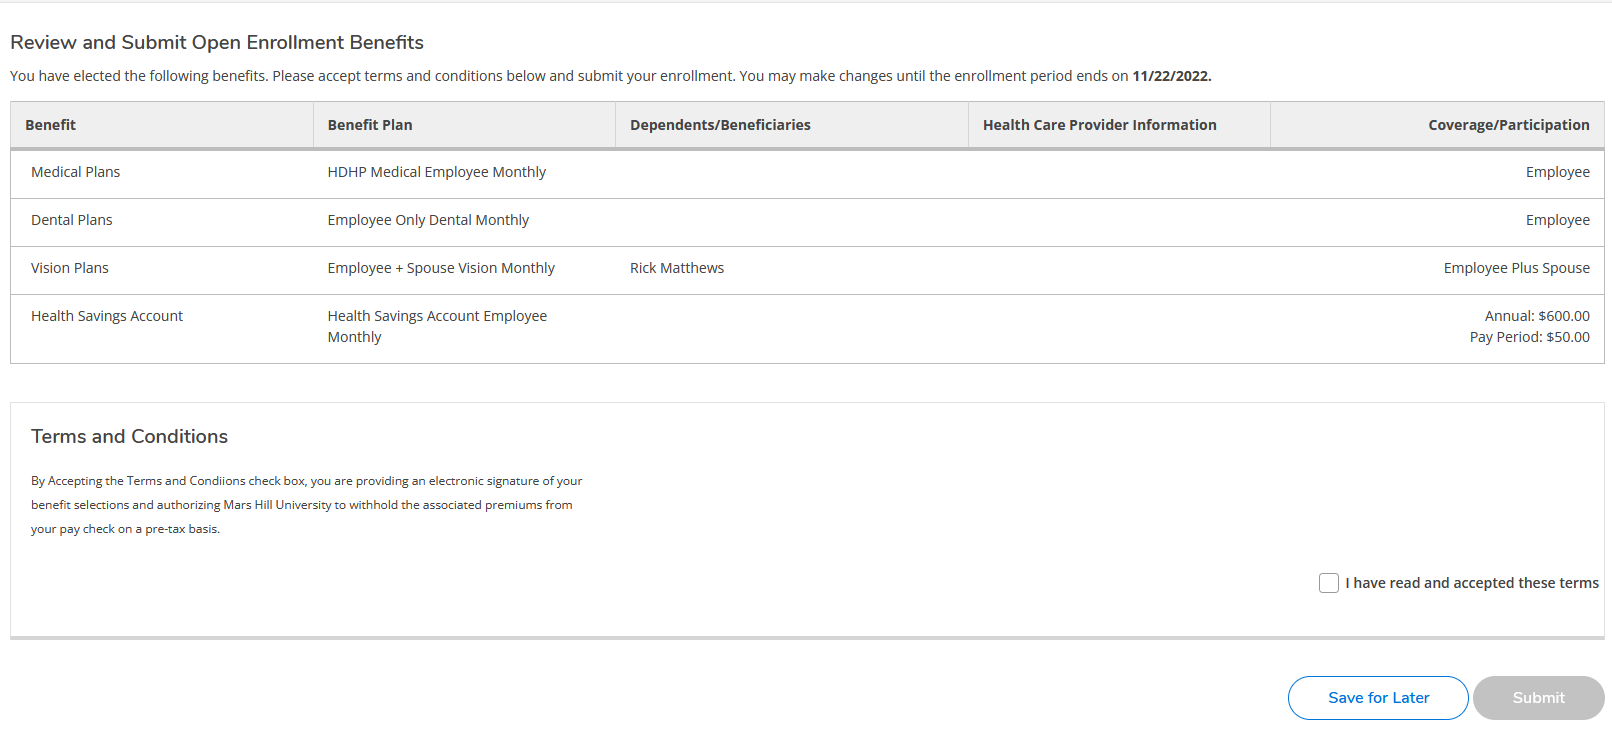 Review and Submit Open Enrollment Benefits
You have elected the following benefits. Please accept terms and conditions below and submit your enrollment. You may make changes until the enrollment period ends on 11/22/2022.
Benefit Benefit Plan Dependents/Beneficiaries Health Care Provider Information Coverage/Participation
Medical Plans HDHP Medical Employee Monthly Employee
Dental Plans Employee Only Dental Monthly Employee
Vision Plans Employee + Spouse Vision Monthly Rick Matthews Employee Plus Spouse
Health Savings Account Health Savings Account Employee Annual: $600.00
Monthly Pay Period: $50.00
Terms and Conditions
By Accepting the Terms and Condiions check box, you are providing an electronic signature of your
benefit selections and authorizing Mars Hill University to withhold the associated premiums from
your pay check on a pre-tax basis.
I have read and accepted these terms
Save for Later Submit